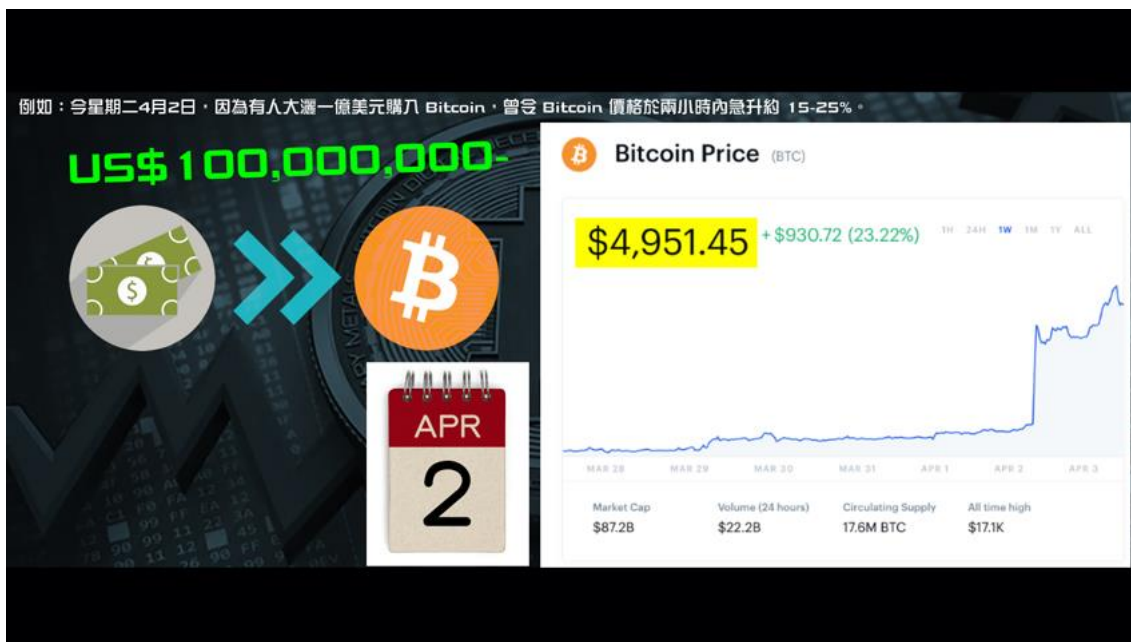 例如：今星期二4月2日，因為有人大灑一億美元購入 Bitcoin，曾令 Bitcoin 價格於兩小時內急升約 15-25%。
US$100,000,000-
Bitcoin Price (BTC)
$4,951.45 +$930.72 (23.22%) 1H 24H 1W 1M 1Y ALL
APR
2
MAR 28 MAR 29 MAR 30 MAR 31 APR 1 APR 2 APR 3
Market Cap Volume (24 hours) Circulating Supply All time high
$87.2B $22.2B 17.6M BTC $17.1K